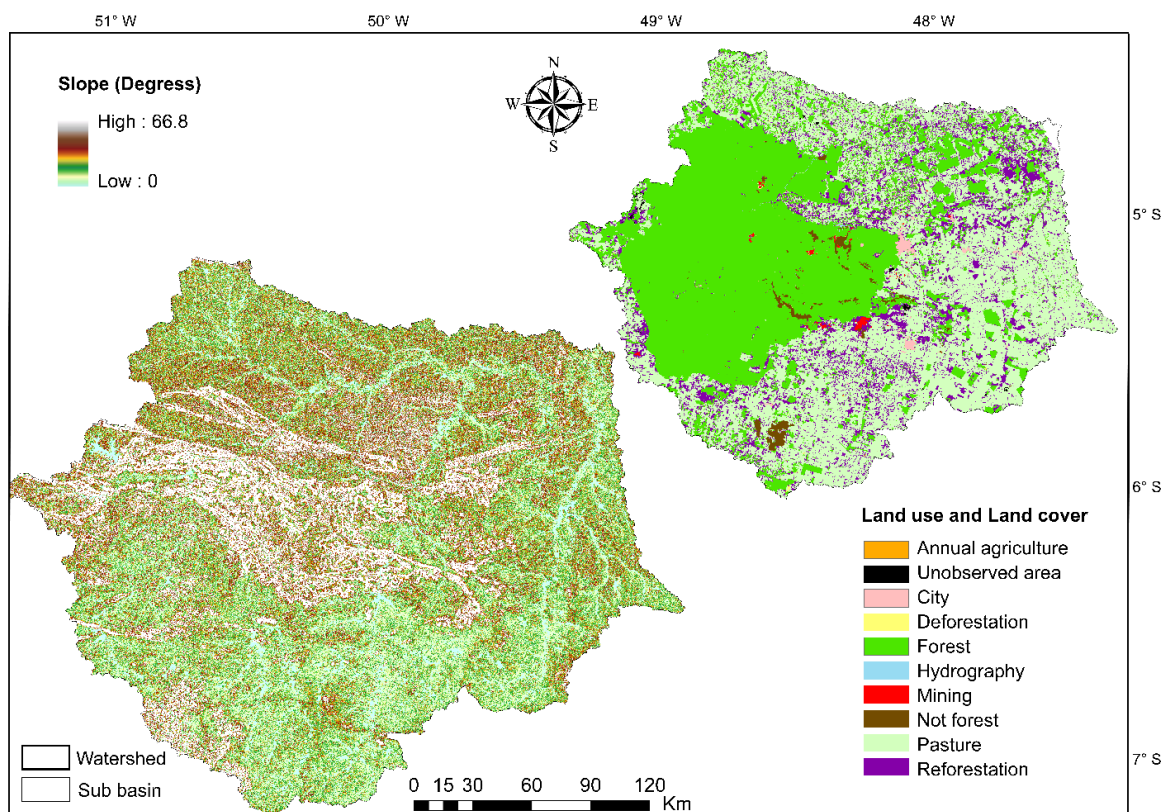 51° W
50° W
49° W
48° W
Slope (Degress)
High : 66.8
Low : 0
N
W
E
S
5° S
6° S
7° S
Land use and Land cover
Annual agriculture
Unobserved area
City
Deforestation
Forest
Hydrography
Mining
Not forest
Pasture
Reforestation
Watershed
Sub basin
0 15 30 60 90 120
Km